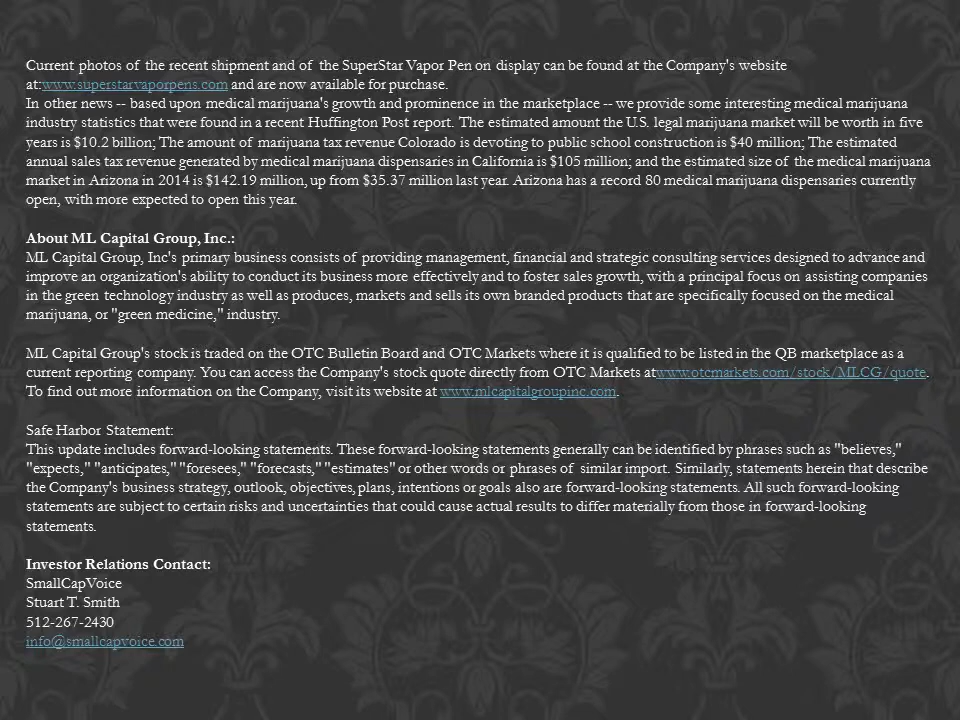 Current photos of the recent shipment and of the SuperStar Vapor Pen on display can be found at the Company's website
at:www.superstarvaporpens.com and are now available for purchase.
In other news -- based upon medical marijuana's growth and prominence in the marketplace -- we provide some interesting medical marijuana
industry statistics that were found in a recent Huffington Post report. The estimated amount the U.S. legal marijuana market will be worth in five
years is $10.2 billion; The amount of marijuana tax revenue Colorado is devoting to public school construction is $40 million; The estimated
annual sales tax revenue generated by medical marijuana dispensaries in California is $105 million; and the estimated size of the medical marijuana
market in Arizona in 2014 is $142.19 million, up from $35.37 million last year. Arizona has a record 80 medical marijuana dispensaries currently
open, with more expected to open this year.
About ML Capital Group, Inc.:
ML Capital Group, Inc's primary business consists of providing management, financial and strategic consulting services designed to advance and
improve an organization's ability to conduct its business more effectively and to foster sales growth, with a principal focus on assisting companies
in the green technology industry as well as produces, markets and sells its own branded products that are specifically focused on the medical
marijuana, or "green medicine," industry.
ML Capital Group's stock is traded on the OTC Bulletin Board and OTC Markets where it is qualified to be listed in the QB marketplace as a
current reporting company. You can access the Company's stock quote directly from OTC Markets atwww.otcmarkets.com/stock/MLCG/quote.
To find out more information on the Company, visit its website at www.mlcapitalgroupinc.com.
Safe Harbor Statement:
This update includes forward-looking statements. These forward-looking statements generally can be identified by phrases such as "believes,"
"expects," "anticipates," "foresees," "forecasts," "estimates" or other words or phrases of similar import. Similarly, statements herein that describe
the Company's business strategy, outlook, objectives, plans, intentions or goals also are forward-looking statements. All such forward-looking
statements are subject to certain risks and uncertainties that could cause actual results to differ materially from those in forward-looking
statements.
Investor Relations Contact:
SmallCapVoice
Stuart T. Smith
512-267-2430
info@smallcapvoice.com